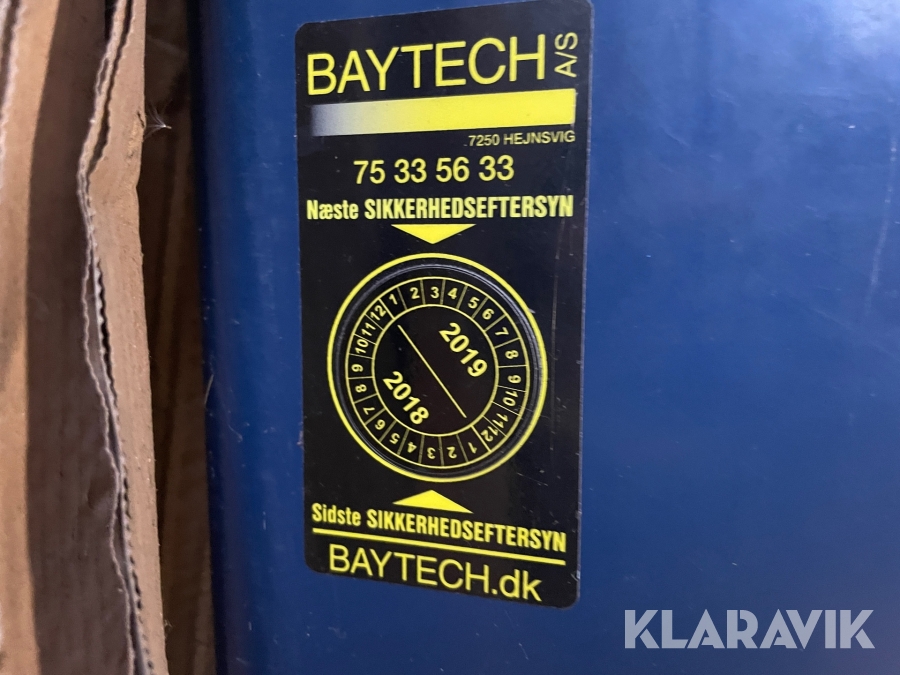 BAYTECH A/S
7250 HEJNSVIG
75 33 56 33
Næste SIKKERHEDSEFTERSYN
1 2 3 4 5 6 7 8 9 10 11 12
2019
2018
1 2 3 4 5 6 7 8 9 10 11 12
Sidste SIKKERHEDSEFTERSYN
BAYTECH.dk
KLARAVIK